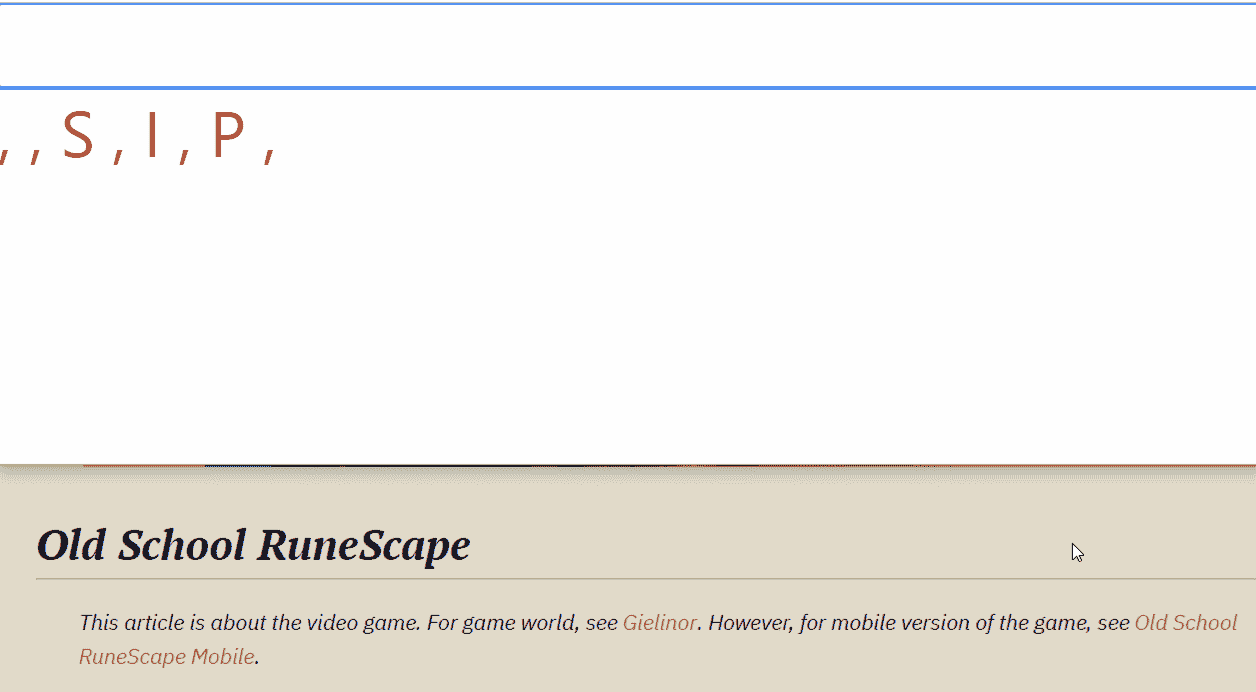 , , S , I , P ,
Old School RuneScape
This article is about the video game. For game world, see Gielinor. However, for mobile version of the game, see Old School
RuneScape Mobile.